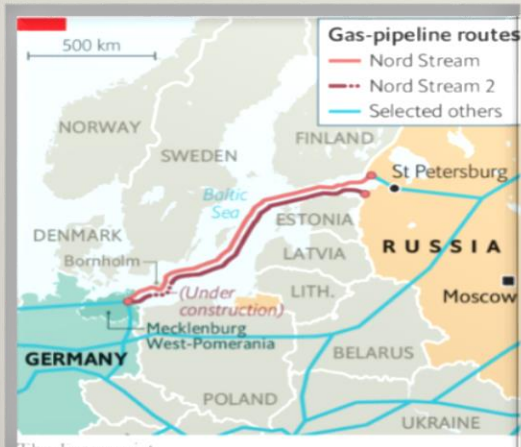 500 km
Gas-pipeline routes
Nord Stream
Nord Stream 2
Selected others
NORWAY
FINLAND
SWEDEN
St Petersburg
Baltic
Sea
ESTONIA
DENMARK
RUSSIA
LATVIA
Bornholm
LITH.
(Under
construction)
Moscow
Mecklenburg
West-Pomerania
GERMANY
BELARUS
POLAND
UKRAINE